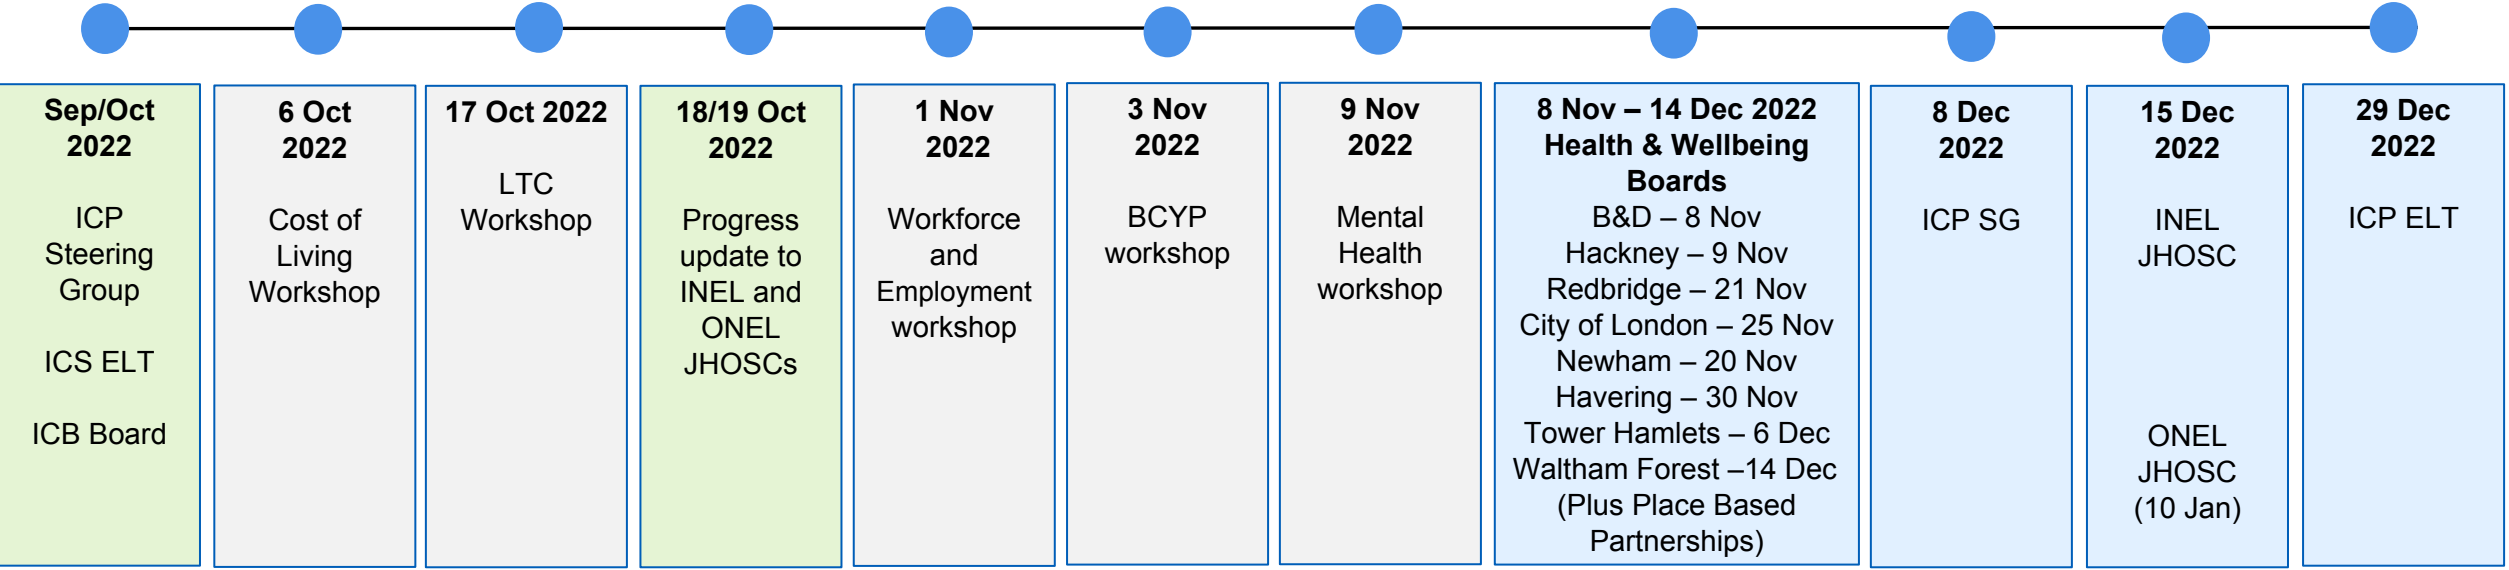 Sep/Oct
2022
ICP
Steering
Group
ICS ELT
ICB Board
6 Oct
2022
Cost of
Living
Workshop
17 Oct 2022
LTC
Workshop
18/19 Oct
2022
Progress
update to
INEL and
ONEL
JHOSCs
1 Nov
2022
Workforce
and
Employment
workshop
3 Nov
2022
BCYP
workshop
9 Nov
2022
Mental
Health
workshop
8 Nov – 14 Dec 2022
Health & Wellbeing
Boards
B&D – 8 Nov
Hackney – 9 Nov
Redbridge – 21 Nov
City of London – 25 Nov
Newham – 20 Nov
Havering – 30 Nov
Tower Hamlets – 6 Dec
Waltham Forest –14 Dec
(Plus Place Based
Partnerships)
8 Dec
2022
ICP SG
15 Dec
2022
INEL
JHOSC
ONEL
JHOSC
(10 Jan)
29 Dec
2022
ICP ELT